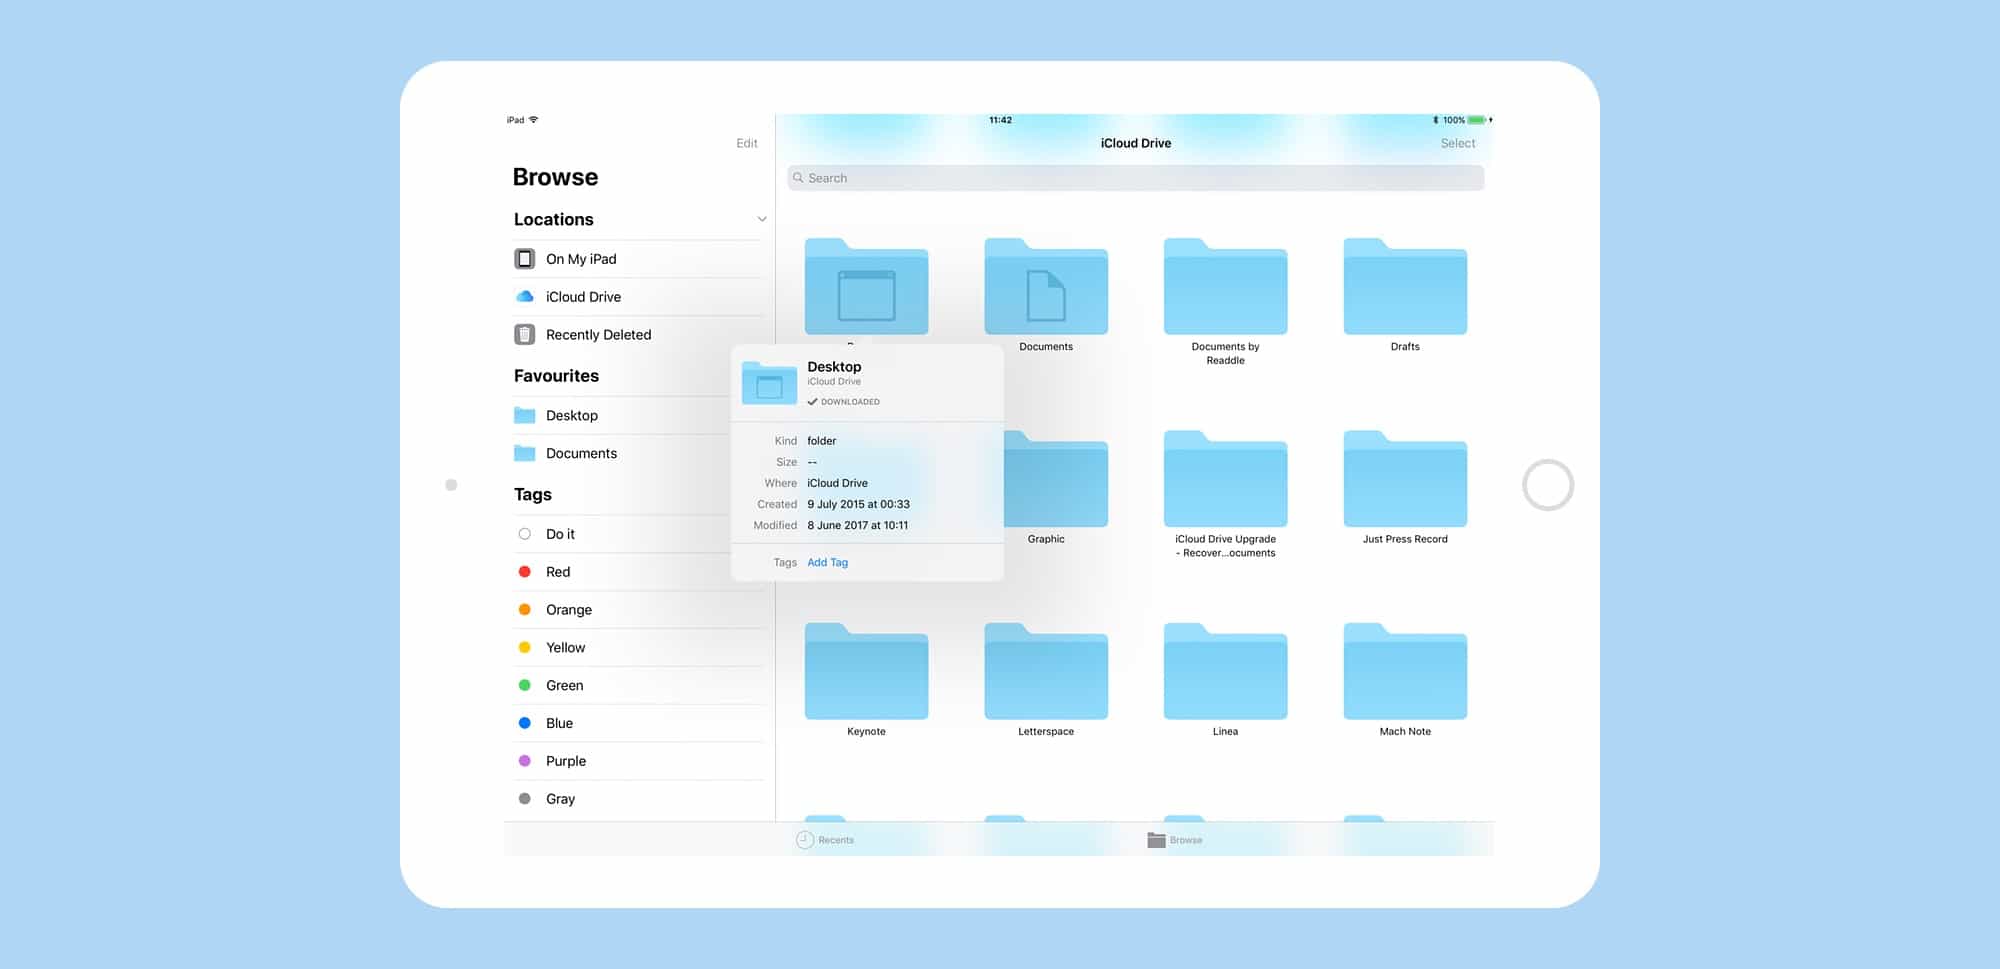 iPad
11:42
100%
Edit
iCloud Drive
Select
Browse
Search
Locations
On My iPad
iCloud Drive
Recently Deleted
Favourites
Desktop
Documents
Tags
Do it
Red
Orange
Yellow
Green
Blue
Purple
Gray
Documents
Documents by
Readdle
Drafts
Desktop
iCloud Drive
DOWNLOADED
Kind folder
Size --
Where iCloud Drive
Created 9 July 2015 at 00:33
Modified 8 June 2017 at 10:11
Tags Add Tag
Graphic
iCloud Drive Upgrade
- Recover...ocuments
Just Press Record
Keynote
Letterspace
Linea
Mach Note
Recents
Browse